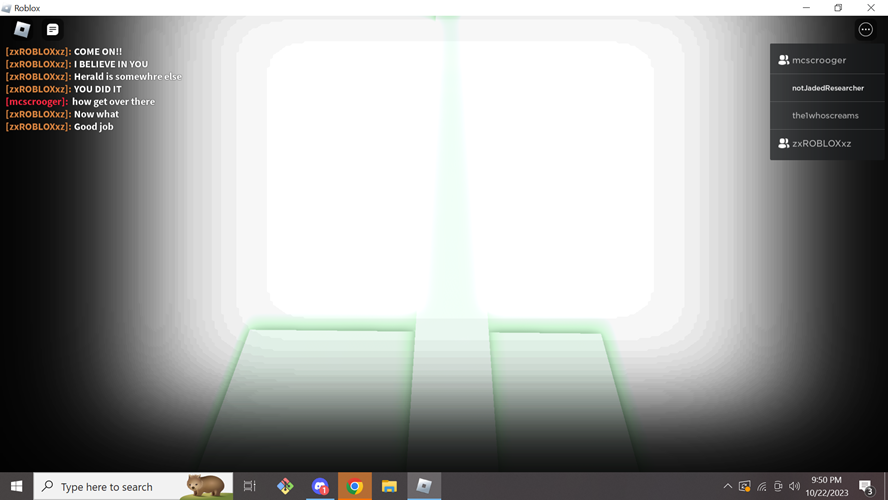 Roblox
[zxROBLOXxz]: COME ON!!
[zxROBLOXxz]: I BELIEVE IN YOU
[zxROBLOXxz]: Herald is somewhre else
[zxROBLOXxz]: YOU DID IT
[mcscrooger]: how get over there
[zxROBLOXxz]: Now what
[zxROBLOXxz]: Good job
mcscrooger
notJadedResearcher
the1whoscreams
zxROBLOXxz
Type here to search
1
9:50 PM
10/22/2023
3